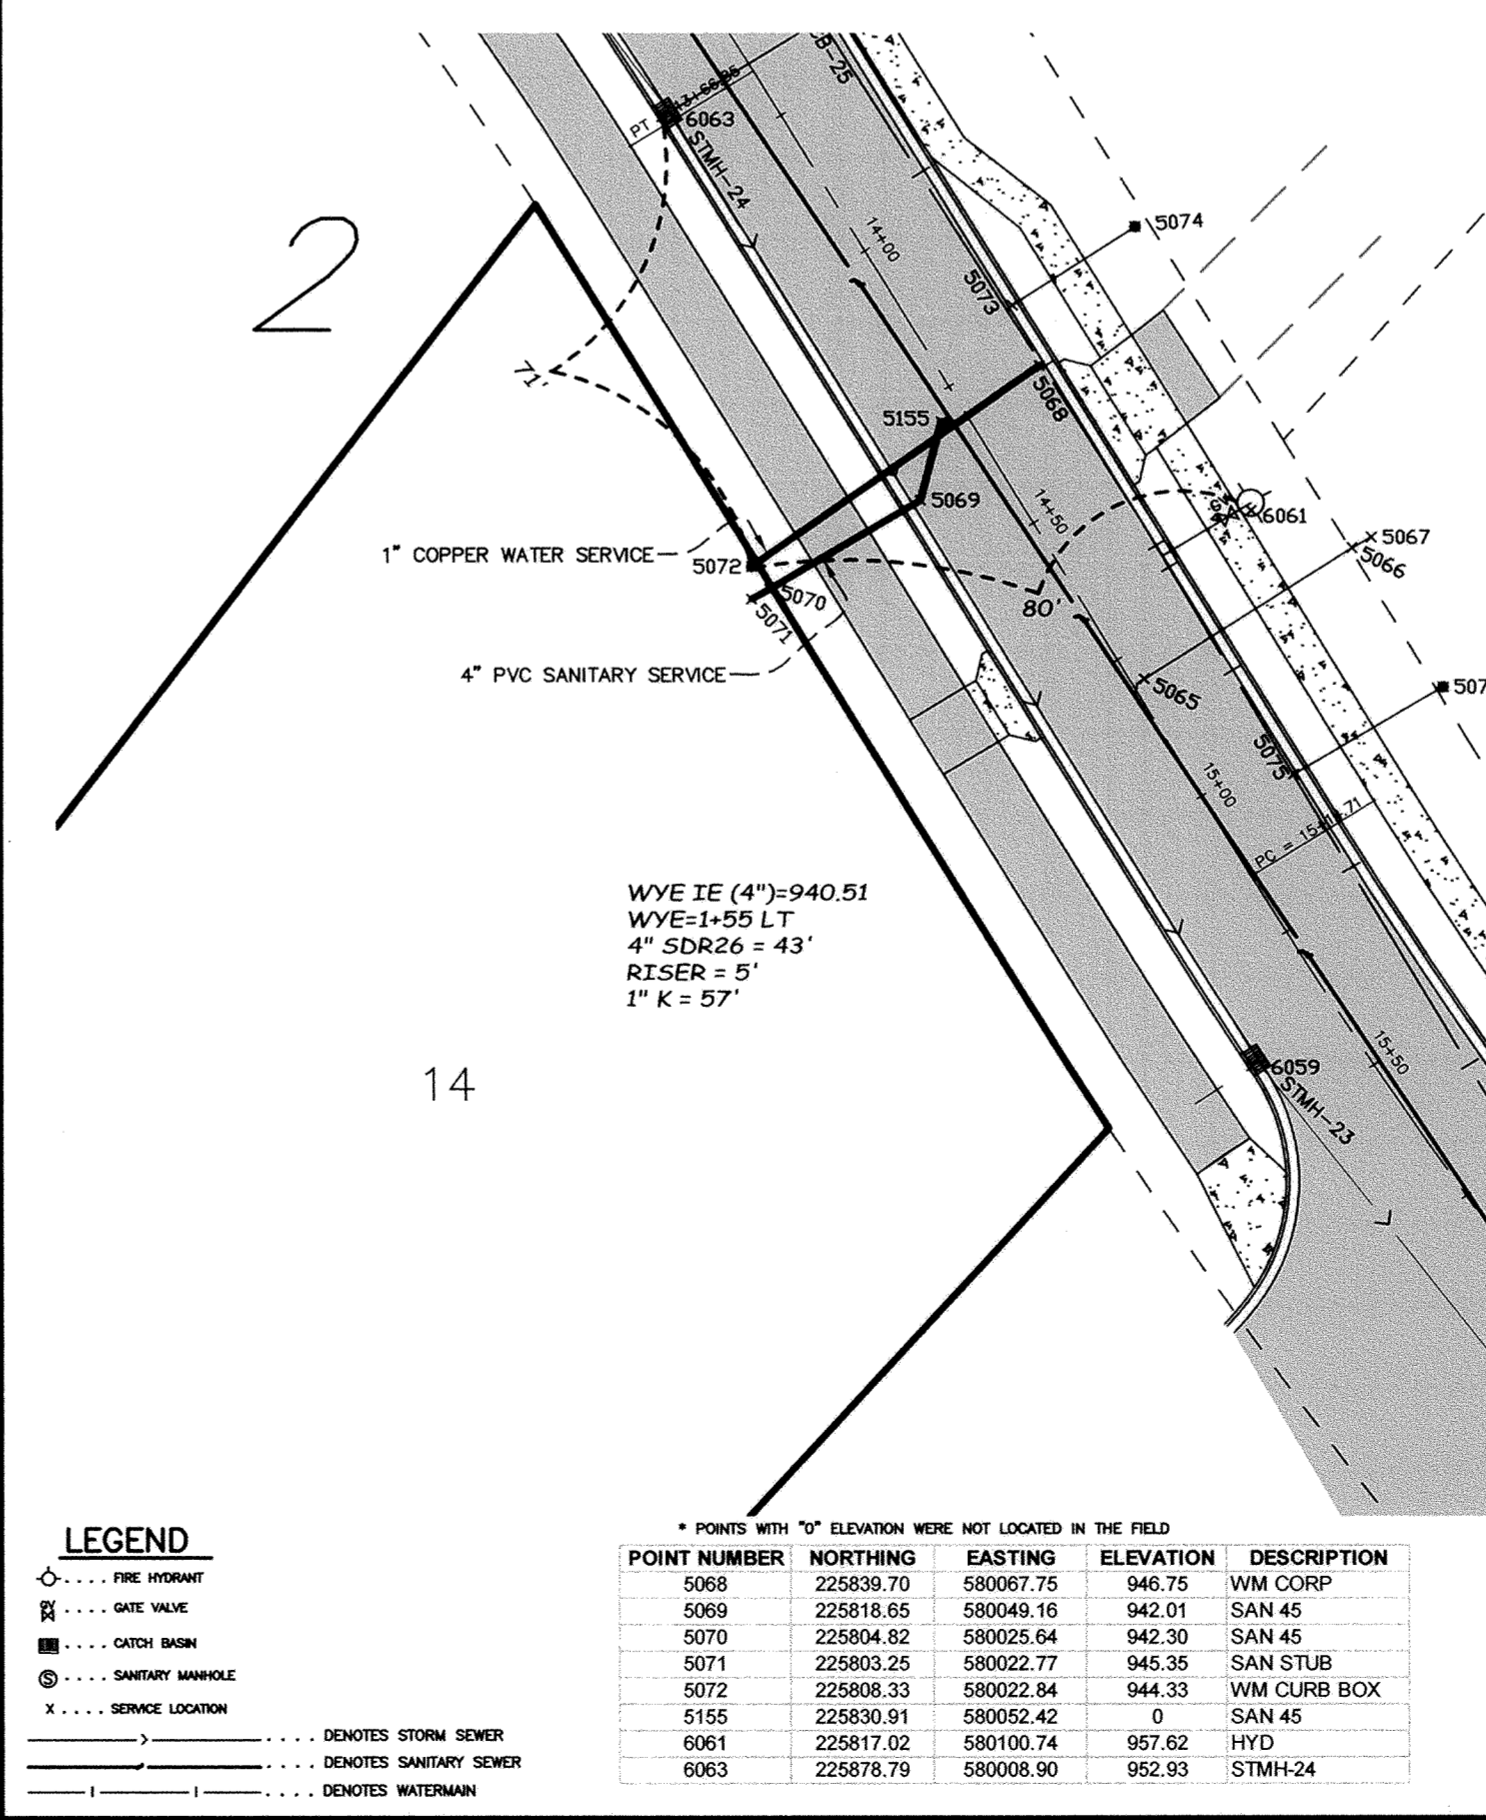 CB-25
13+66.86
PT
6063
STMH-24
2
14+00
5074
5073
71'
5068
5155
5069
14+50
6061
5067
5066
1" COPPER WATER SERVICE
5072
5070
5071
80'
4" PVC SANITARY SERVICE
5065
507
5075
15+00
WYE IE (4")=940.51
WYE=1+55 LT
4" SDR26 = 43'
RISER = 5'
1" K = 57'
14
15+50
6059
STMH-23
* POINTS WITH "0" ELEVATION WERE NOT LOCATED IN THE FIELD
POINT NUMBER NORTHING EASTING ELEVATION DESCRIPTION
5068 225839.70 580067.75 946.75 WM CORP
5069 225818.65 580049.16 942.01 SAN 45
5070 225804.82 580025.64 942.30 SAN 45
5071 225803.25 580022.77 945.35 SAN STUB
5072 225808.33 580022.84 944.33 WM CURB BOX
5155 225830.91 580052.42 0 SAN 45
6061 225817.02 580100.74 957.62 HYD
6063 225878.79 580008.90 952.93 STMH-24
LEGEND
.... FIRE HYDRANT
GV .... GATE VALVE
.... CATCH BASIN
S .... SANITARY MANHOLE
X .... SERVICE LOCATION
.... DENOTES STORM SEWER
.... DENOTES SANITARY SEWER
.... DENOTES WATERMAIN